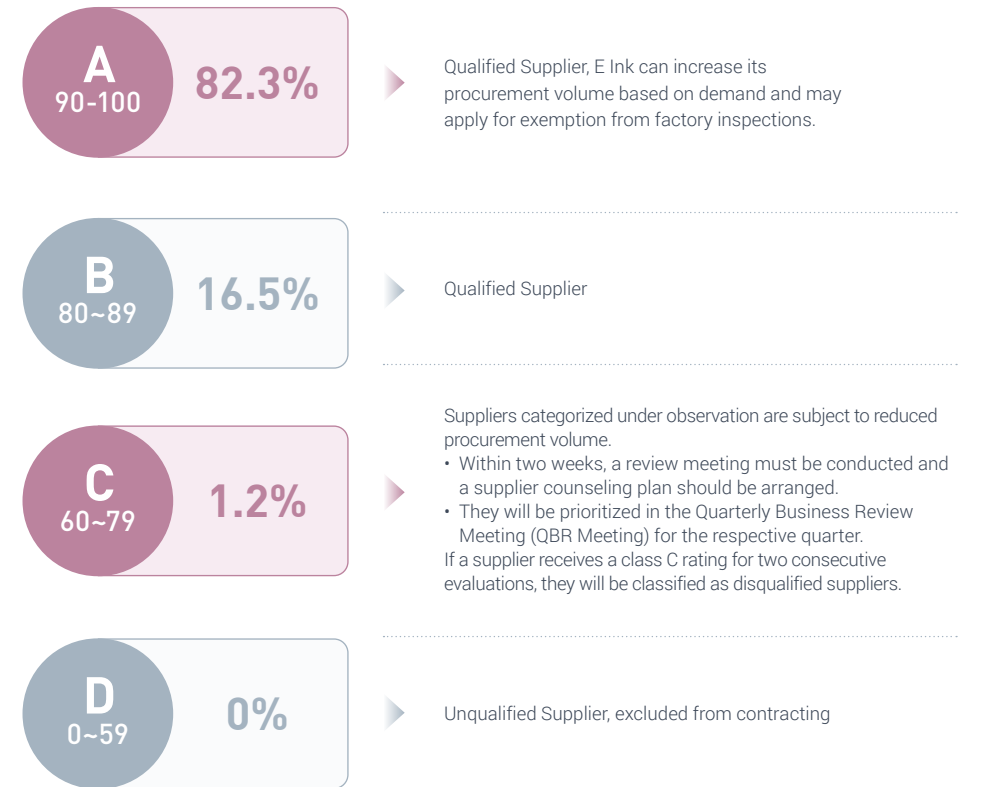 A
90-100
82.3%
Qualified Supplier, E Ink can increase its
procurement volume based on demand and may
apply for exemption from factory inspections.
B
80~89
16.5%
Qualified Supplier
C
60~79
1.2%
Suppliers categorized under observation are subject to reduced
procurement volume.
• Within two weeks, a review meeting must be conducted and
a supplier counseling plan should be arranged.
• They will be prioritized in the Quarterly Business Review
Meeting (QBR Meeting) for the respective quarter.
If a supplier receives a class C rating for two consecutive
evaluations, they will be classified as disqualified suppliers.
D
0~59
0%
Unqualified Supplier, excluded from contracting